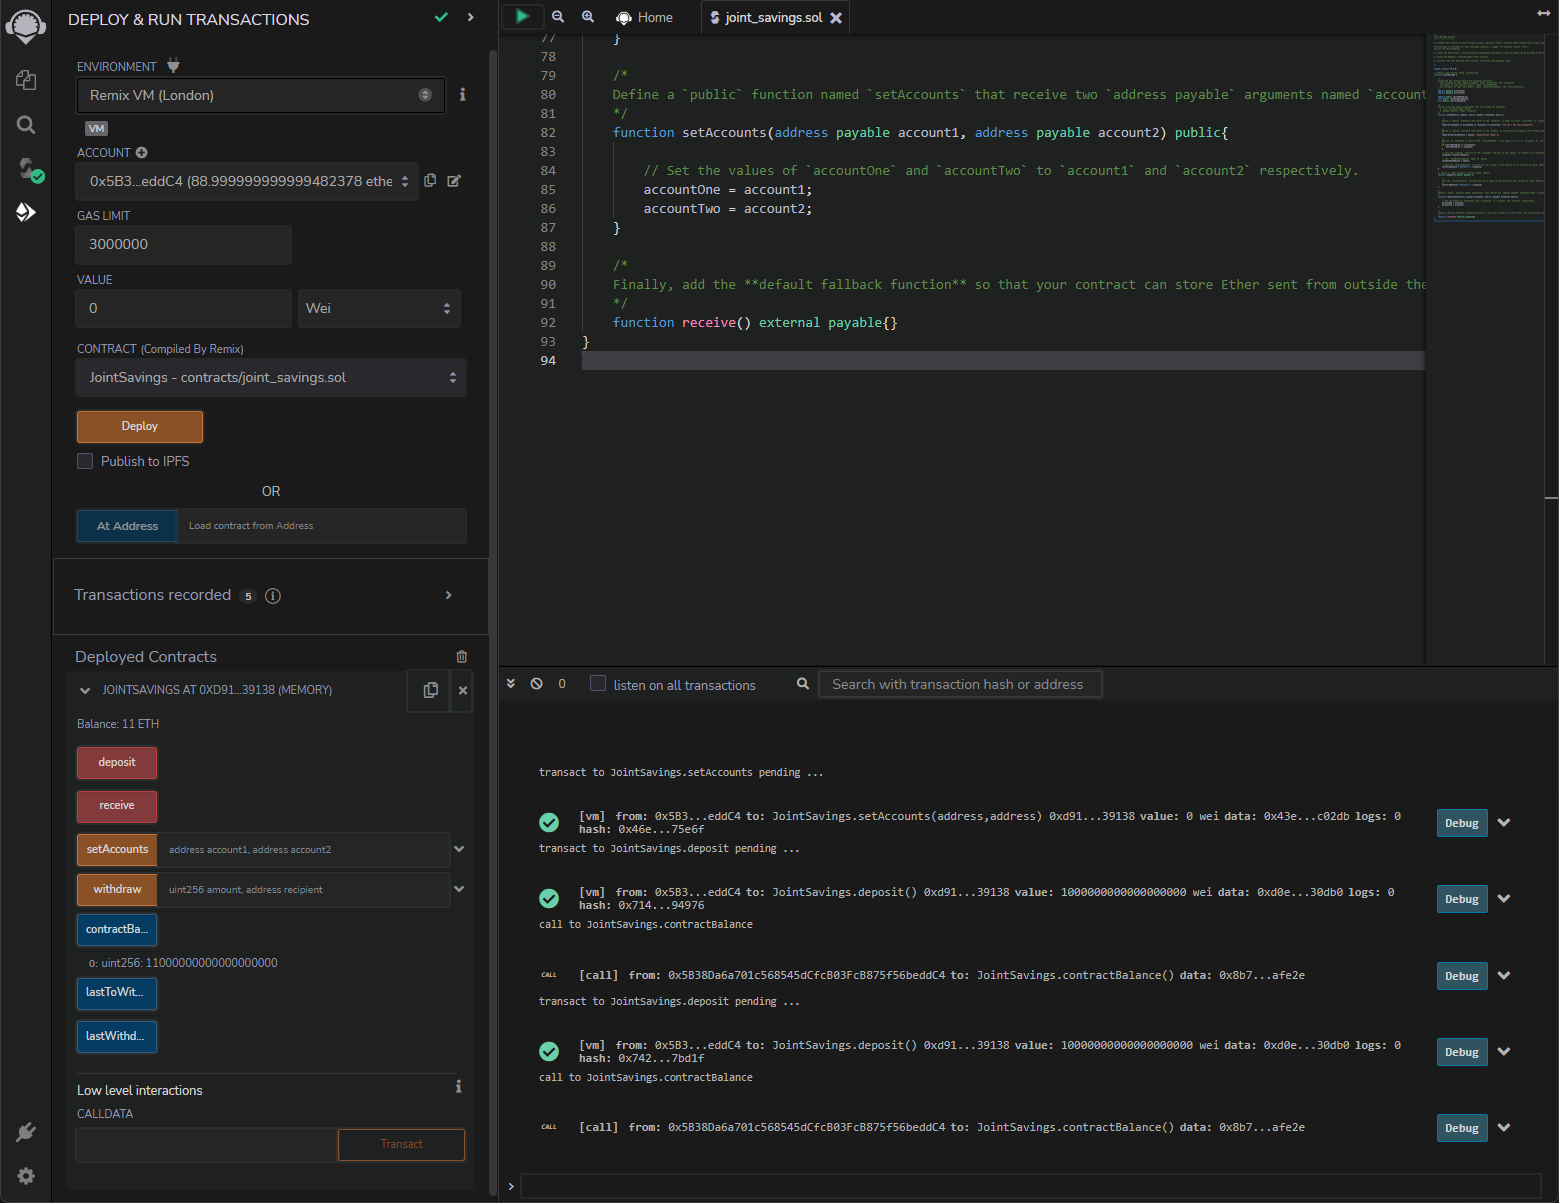 DEPLOY & RUN TRANSACTIONS
ENVIRONMENT
Remix VM (London)
VM
ACCOUNT
0x5B3...eddC4 (88.999999999999482378 ethe
GAS LIMIT
3000000
VALUE
0
Wei
CONTRACT (Compiled By Remix)
JointSavings - contracts/joint_savings.sol
Deploy
Publish to IPFS
OR
At Address
Load contract from Address
Transactions recorded 5
Deployed Contracts
JOINTSAVINGS AT 0XD91...39138 (MEMORY)
Balance: 11 ETH
deposit
receive
setAccounts
address account1, address account2
withdraw
uint256 amount, address recipient
contractBa...
0: uint256: 11000000000000000000
lastToWit...
lastWithd...
Low level interactions
CALLDATA
Transact
Home
joint_savings.sol
77 }
78
79 /*
80 Define a `public` function named `setAccounts` that receive two `address payable` arguments named `account
81 */
82 function setAccounts(address payable account1, address payable account2) public{
83
84 // Set the values of `accountOne` and `accountTwo` to `account1` and `account2` respectively.
85 accountOne = account1;
86 accountTwo = account2;
87 }
88
89 /*
90 Finally, add the **default fallback function** so that your contract can store Ether sent from outside the
91 */
92 function receive() external payable{}
93 }
94
0
listen on all transactions
Search with transaction hash or address
transact to JointSavings.setAccounts pending ...
[vm] from: 0x5B3...eddC4 to: JointSavings.setAccounts(address,address) 0xd91...39138 value: 0 wei data: 0x43e...c02db logs: 0
hash: 0x46e...75e6f
Debug
transact to JointSavings.deposit pending ...
[vm] from: 0x5B3...eddC4 to: JointSavings.deposit() 0xd91...39138 value: 1000000000000000000 wei data: 0xd0e...30db0 logs: 0
hash: 0x714...94976
Debug
call to JointSavings.contractBalance
CALL [call] from: 0x5B38Da6a701c568545dCfcB03FcB875f56beddC4 to: JointSavings.contractBalance() data: 0x8b7...afe2e
Debug
transact to JointSavings.deposit pending ...
[vm] from: 0x5B3...eddC4 to: JointSavings.deposit() 0xd91...39138 value: 10000000000000000000 wei data: 0xd0e...30db0 logs: 0
hash: 0x742...7bd1f
Debug
call to JointSavings.contractBalance
CALL [call] from: 0x5B38Da6a701c568545dCfcB03FcB875f56beddC4 to: JointSavings.contractBalance() data: 0x8b7...afe2e
Debug
>